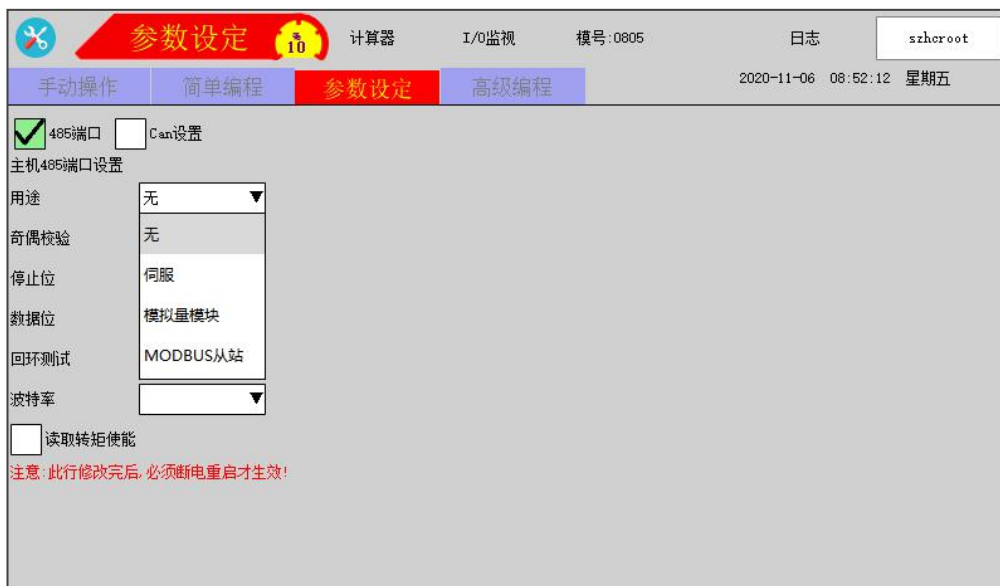 参数设定 % 10 计算器 I/O监视 模号:0805 日志 szhcroot
手动操作 简单编程 参数设定 高级编程 2020-11-06 08:52:12 星期五
485端口 Can设置
主机485端口设置
用途 无
奇偶校验 无
停止位 伺服
数据位 模拟量模块
回环测试 MODBUS从站
波特率
读取转矩使能
注意:此行修改完后,必须断电重启才生效!